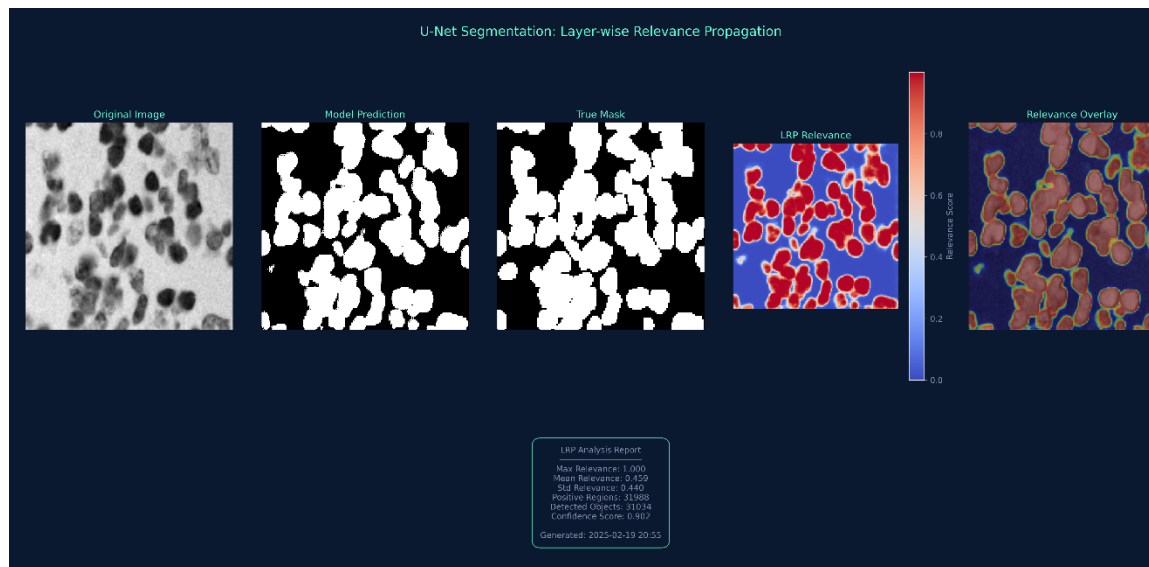 U-Net Segmentation: Layer-wise Relevance Propagation
Original Image
Model Prediction
True Mask
LRP Relevance
Relevance Overlay
0.8
0.6
0.4
0.2
0.0
Relevance Score
LRP Analysis Report
Max Relevance: 1.000
Mean Relevance: 0.459
Std Relevance: 0.440
Positive Regions: 31988
Detected Objects: 31034
Confidence Score: 0.902
Generated: 2025-02-19 20:55